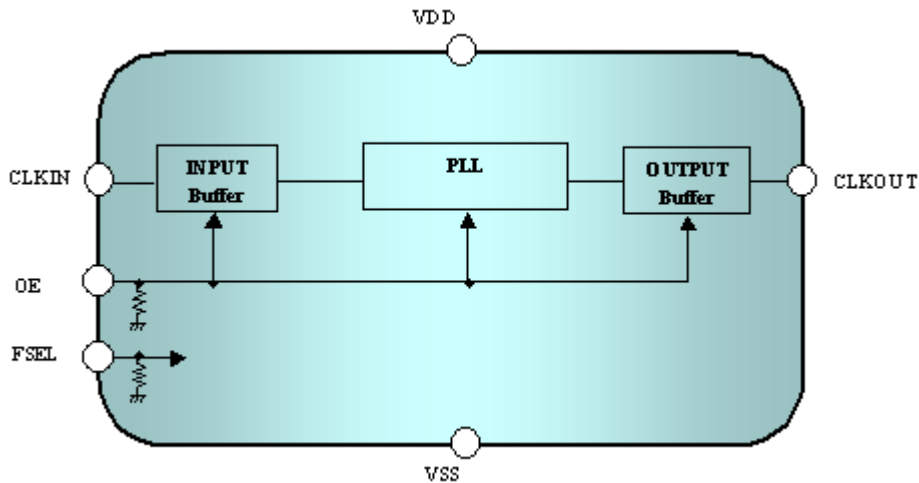 VDD
CLKIN
INPUT
Buffer
PLL
OUTPUT
Buffer
CLKOUT
OE
FSEL
VSS